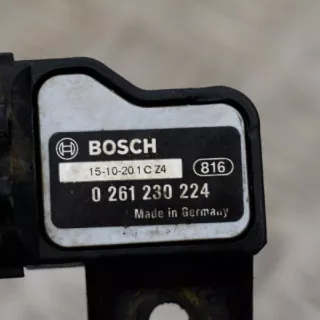 BOSCH
15-10-20 1 C Z4
816
0 261 230 224
Made in Germany